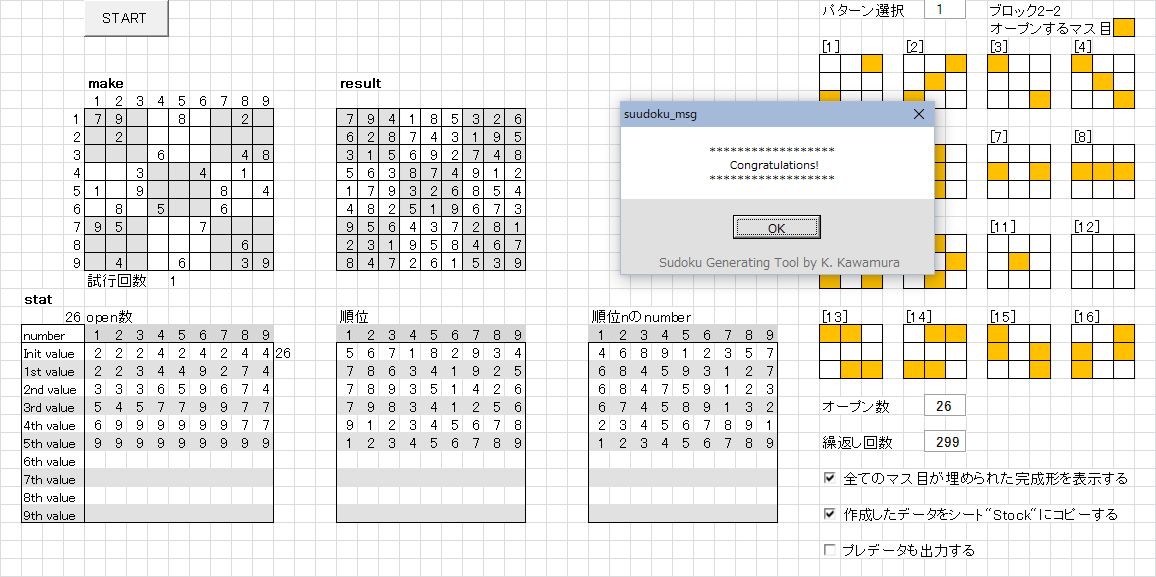 START
パターン選択 1 ブロック2-2
オープンするマス目
[1] [2] [3] [4]
make
result
1 2 3 4 5 6 7 8 9
1 7 9 8 2
2 2
3 6 4 8
4 3 4 1
5 1 9 8 4
6 8 5 6
7 9 5 7
8 6
9 4 6 3 9
試行回数 1
7 9 4 1 8 5 3 2 6
6 2 8 7 4 3 1 9 5
3 1 5 6 9 2 7 4 8
5 6 3 8 7 4 9 1 2
1 7 9 3 2 6 8 5 4
4 8 2 5 1 9 6 7 3
9 5 6 4 3 7 2 8 1
2 3 1 9 5 8 4 6 7
8 4 7 2 6 1 5 3 9
suudoku_msg
******************
Congratulations!
******************
OK
Sudoku Generating Tool by K. Kawamura
[7] [8]
[11] [12]
[13] [14] [15] [16]
stat
26 open数
number 1 2 3 4 5 6 7 8 9
Init value 2 2 2 4 2 4 2 4 4 26
1st value 2 2 3 4 4 9 2 7 4
2nd value 3 3 3 6 5 9 6 7 4
3rd value 5 4 5 7 7 9 9 7 7
4th value 6 9 9 9 9 9 9 7 7
5th value 9 9 9 9 9 9 9 9 9
6th value
7th value
8th value
9th value
順位
1 2 3 4 5 6 7 8 9
5 6 7 1 8 2 9 3 4
7 8 6 3 4 1 9 2 5
7 8 9 3 5 1 4 2 6
7 9 8 3 4 1 2 5 6
9 1 2 3 4 5 6 7 8
1 2 3 4 5 6 7 8 9
順位nのnumber
1 2 3 4 5 6 7 8 9
4 6 8 9 1 2 3 5 7
6 8 4 5 9 3 1 2 7
6 8 4 7 5 9 1 2 3
6 7 4 5 8 9 1 3 2
2 3 4 5 6 7 8 9 1
1 2 3 4 5 6 7 8 9
オープン数 26
繰返し回数 299
全てのマス目が埋められた完成形を表示する
作成したデータをシート“Stock“にコピーする
プレデータも出力する